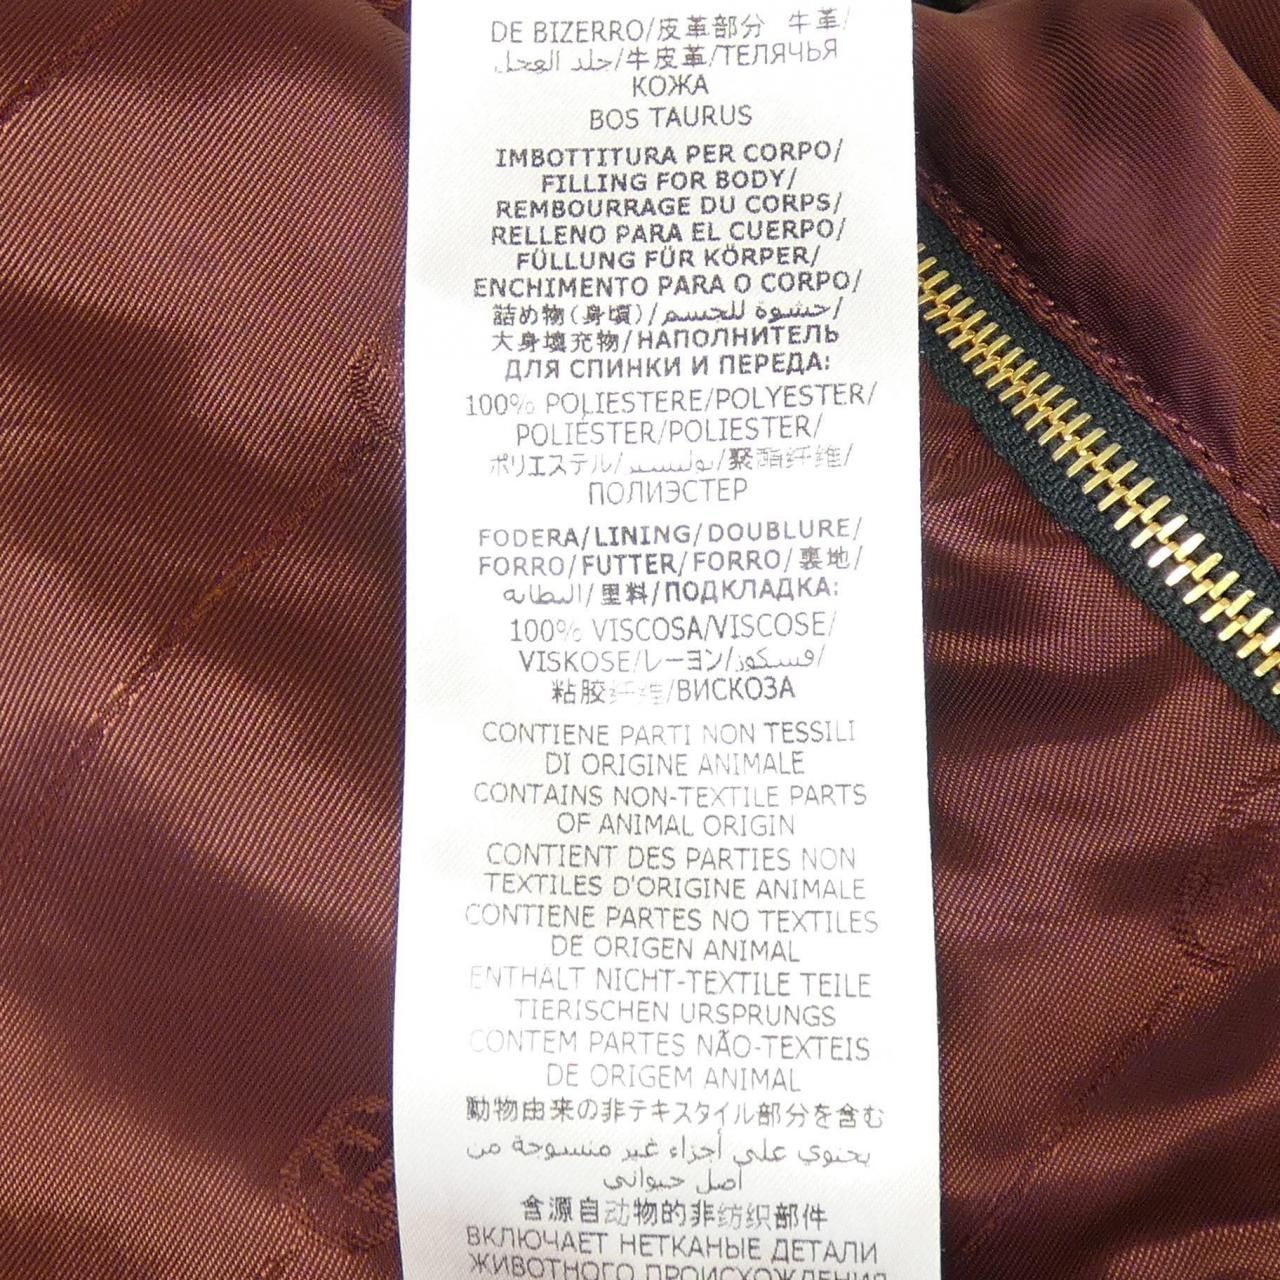 DE BIZERRO/皮革部分 牛革/
جلد العجل/牛皮革/ТЕЛЯЧЬЯ
КОЖА
BOS TAURUS
IMBOTTITURA PER CORPO/
FILLING FOR BODY/
REMBOURRAGE DU CORPS/
RELLENO PARA EL CUERPO/
FÜLLUNG FÜR KÖRPER/
ENCHIMENTO PARA O CORPO/
詰め物(身頃)/حشوة للجسم/
大身填充物/НАПОЛНИТЕЛЬ
ДЛЯ СПИНКИ И ПЕРЕДА:
100% POLIESTERE/POLYESTER/
POLIÉSTER/POLIESTER/
ポリエステル/بوليستير/聚酯纤维/
ПОЛИЭСТЕР
FODERA/LINING/DOUBLURE/
FORRO/FUTTER/FORRO/裏地/
البطانة/里料/ПОДКЛАДКА:
100% VISCOSA/VISCOSE/
VISKOSE/レーヨン/فسكوز/
粘胶纤维/ВИСКОЗА
CONTIENE PARTI NON TESSILI
DI ORIGINE ANIMALE
CONTAINS NON-TEXTILE PARTS
OF ANIMAL ORIGIN
CONTIENT DES PARTIES NON
TEXTILES D'ORIGINE ANIMALE
CONTIENE PARTES NO TEXTILES
DE ORIGEN ANIMAL
ENTHÄLT NICHT-TEXTILE TEILE
TIERISCHEN URSPRUNGS
CONTEM PARTES NÃO-TEXTEIS
DE ORIGEM ANIMAL
動物由来の非テキスタイル部分を含む
يحتوي على أجزاء غير منسوجة من
أصل حيواني
含源自动物的非纺织部件
ВКЛЮЧАЕТ НЕТКАНЫЕ ДЕТАЛИ
ЖИВОТНОГО ПРОИСХОЖДЕНИЯ